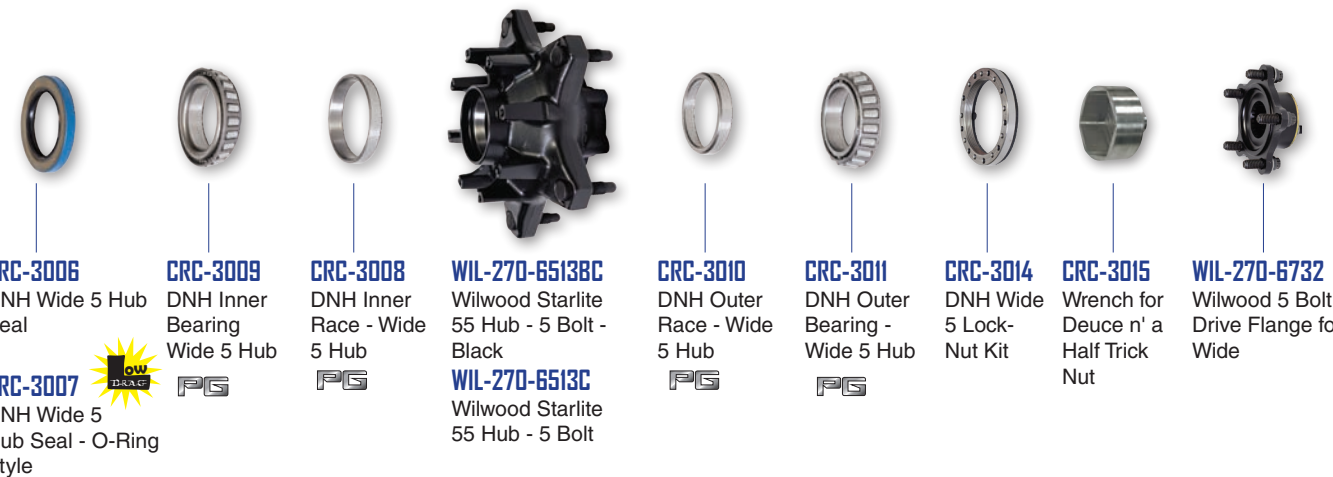 RC-3006
NH Wide 5 Hub
eal
Low
DRAG
RC-3007
NH Wide 5
ub Seal - O-Ring
tyle
CRC-3009
DNH Inner
Bearing
Wide 5 Hub
PG
CRC-3008
DNH Inner
Race - Wide
5 Hub
PG
WIL-270-6513BC
Wilwood Starlite
55 Hub - 5 Bolt -
Black
WIL-270-6513C
Wilwood Starlite
55 Hub - 5 Bolt
CRC-3010
DNH Outer
Race - Wide
5 Hub
PG
CRC-3011
DNH Outer
Bearing -
Wide 5 Hub
PG
CRC-3014
DNH Wide
5 Lock-
Nut Kit
CRC-3015
Wrench for
Deuce n' a
Half Trick
Nut
WIL-270-6732
Wilwood 5 Bolt
Drive Flange fo
Wide